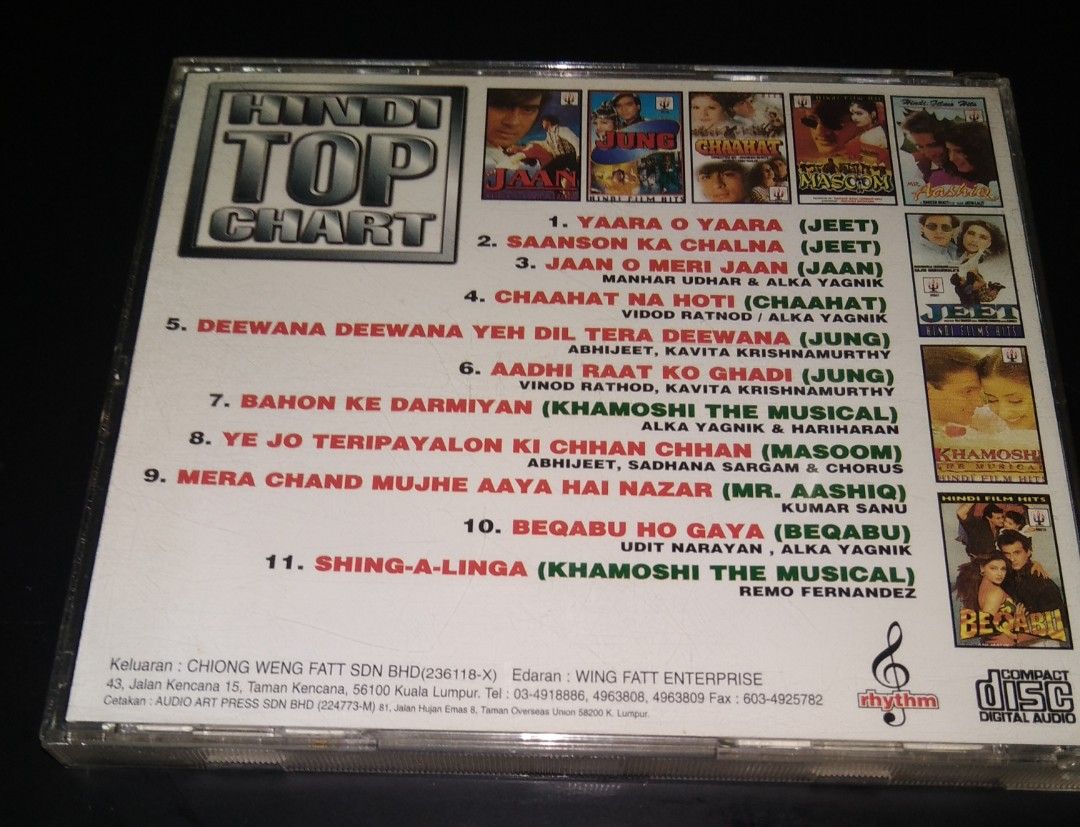 HINDI
TOP
CHART
JAAN
JUNG
HINDI FILM HITS
CHAAHAT
Hindi Film Hits
MASOOM
Hindi Films Hits
MR. Aashiq
JEET
HINDI FILMS HITS
KHAMOSHI
THE MUSICAL
HINDI FILM HITS
HINDI FILM HITS
BEQABU
1. YAARA O YAARA (JEET)
2. SAANSON KA CHALNA (JEET)
3. JAAN O MERI JAAN (JAAN)
MANHAR UDHAR & ALKA YAGNIK
4. CHAAHAT NA HOTI (CHAAHAT)
VIDOD RATNOD / ALKA YAGNIK
5. DEEWANA DEEWANA YEH DIL TERA DEEWANA (JUNG)
ABHIJEET, KAVITA KRISHNAMURTHY
6. AADHI RAAT KO GHADI (JUNG)
VINOD RATHOD, KAVITA KRISHNAMURTHY
7. BAHON KE DARMIYAN (KHAMOSHI THE MUSICAL)
ALKA YAGNIK & HARIHARAN
8. YE JO TERIPAYALON KI CHHAN CHHAN (MASOOM)
ABHIJEET, SADHANA SARGAM & CHORUS
9. MERA CHAND MUJHE AAYA HAI NAZAR (MR. AASHIQ)
KUMAR SANU
10. BEQABU HO GAYA (BEQABU)
UDIT NARAYAN , ALKA YAGNIK
11. SHING-A-LINGA (KHAMOSHI THE MUSICAL)
REMO FERNANDEZ
Keluaran : CHIONG WENG FATT SDN BHD(236118-X) Edaran : WING FATT ENTERPRISE
43, Jalan Kencana 15, Taman Kencana, 56100 Kuala Lumpur. Tel : 03-4918886, 4963808, 4963809 Fax : 603-4925782
Cetakan : AUDIO ART PRESS SDN BHD (224773-M) 81, Jalan Hujan Emas 8, Taman Overseas Union 58200 K. Lumpur.
rhythm
COMPACT
disc
DIGITAL AUDIO